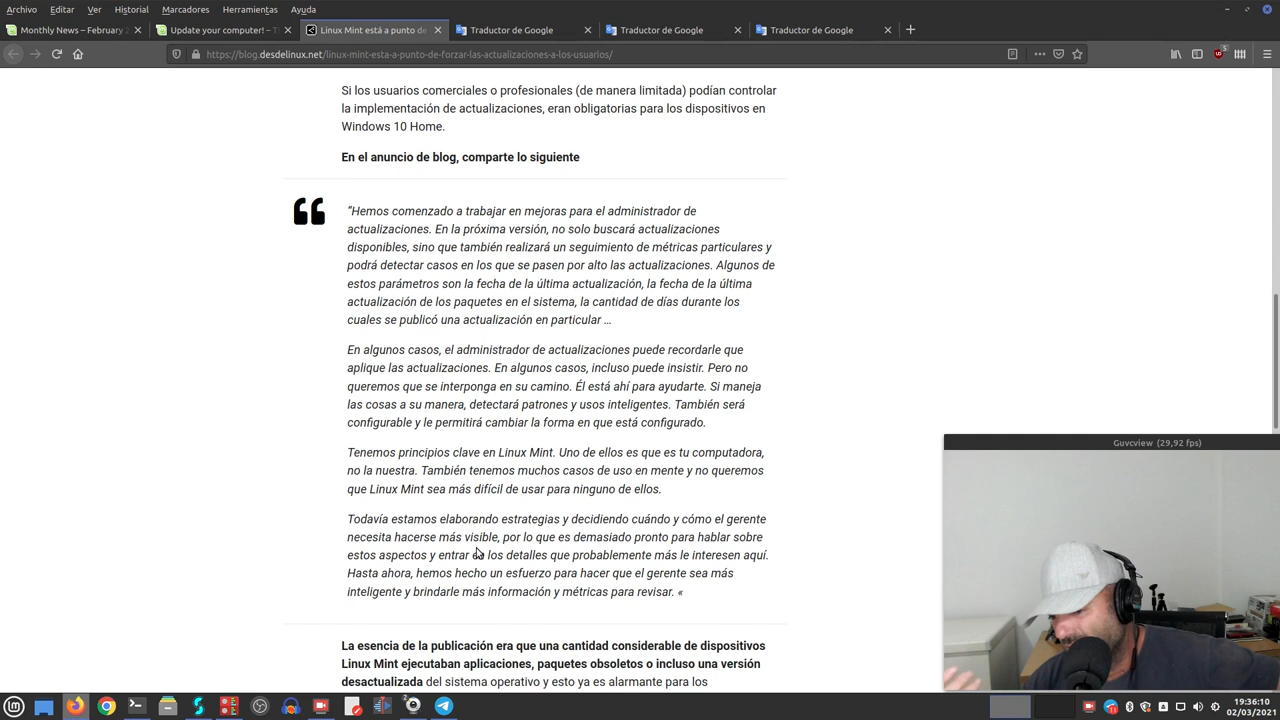 Archivo Editar Ver Historial Marcadores Herramientas Ayuda
Monthly News – February 2
Update your computer! – T
Linux Mint está a punto de
Traductor de Google
Traductor de Google
Traductor de Google
https://blog.desdelinux.net/linux-mint-esta-a-punto-de-forzar-las-actualizaciones-a-los-usuarios/
Si los usuarios comerciales o profesionales (de manera limitada) podían controlar
la implementación de actualizaciones, eran obligatorias para los dispositivos en
Windows 10 Home.
En el anuncio de blog, comparte lo siguiente
“Hemos comenzado a trabajar en mejoras para el administrador de
actualizaciones. En la próxima versión, no solo buscará actualizaciones
disponibles, sino que también realizará un seguimiento de métricas particulares y
podrá detectar casos en los que se pasen por alto las actualizaciones. Algunos de
estos parámetros son la fecha de la última actualización, la fecha de la última
actualización de los paquetes en el sistema, la cantidad de días durante los
cuales se publicó una actualización en particular …
En algunos casos, el administrador de actualizaciones puede recordarle que
aplique las actualizaciones. En algunos casos, incluso puede insistir. Pero no
queremos que se interponga en su camino. Él está ahí para ayudarte. Si maneja
las cosas a su manera, detectará patrones y usos inteligentes. También será
configurable y le permitirá cambiar la forma en que está configurado.
Tenemos principios clave en Linux Mint. Uno de ellos es que es tu computadora,
no la nuestra. También tenemos muchos casos de uso en mente y no queremos
que Linux Mint sea más difícil de usar para ninguno de ellos.
Todavía estamos elaborando estrategias y decidiendo cuándo y cómo el gerente
necesita hacerse más visible, por lo que es demasiado pronto para hablar sobre
estos aspectos y entrar en los detalles que probablemente más le interesen aquí.
Hasta ahora, hemos hecho un esfuerzo para hacer que el gerente sea más
inteligente y brindarle más información y métricas para revisar. «
La esencia de la publicación era que una cantidad considerable de dispositivos
Linux Mint ejecutaban aplicaciones, paquetes obsoletos o incluso una versión
desactualizada del sistema operativo y esto ya es alarmante para los
Guvcview (29,92 fps)
19:36:10
02/03/2021